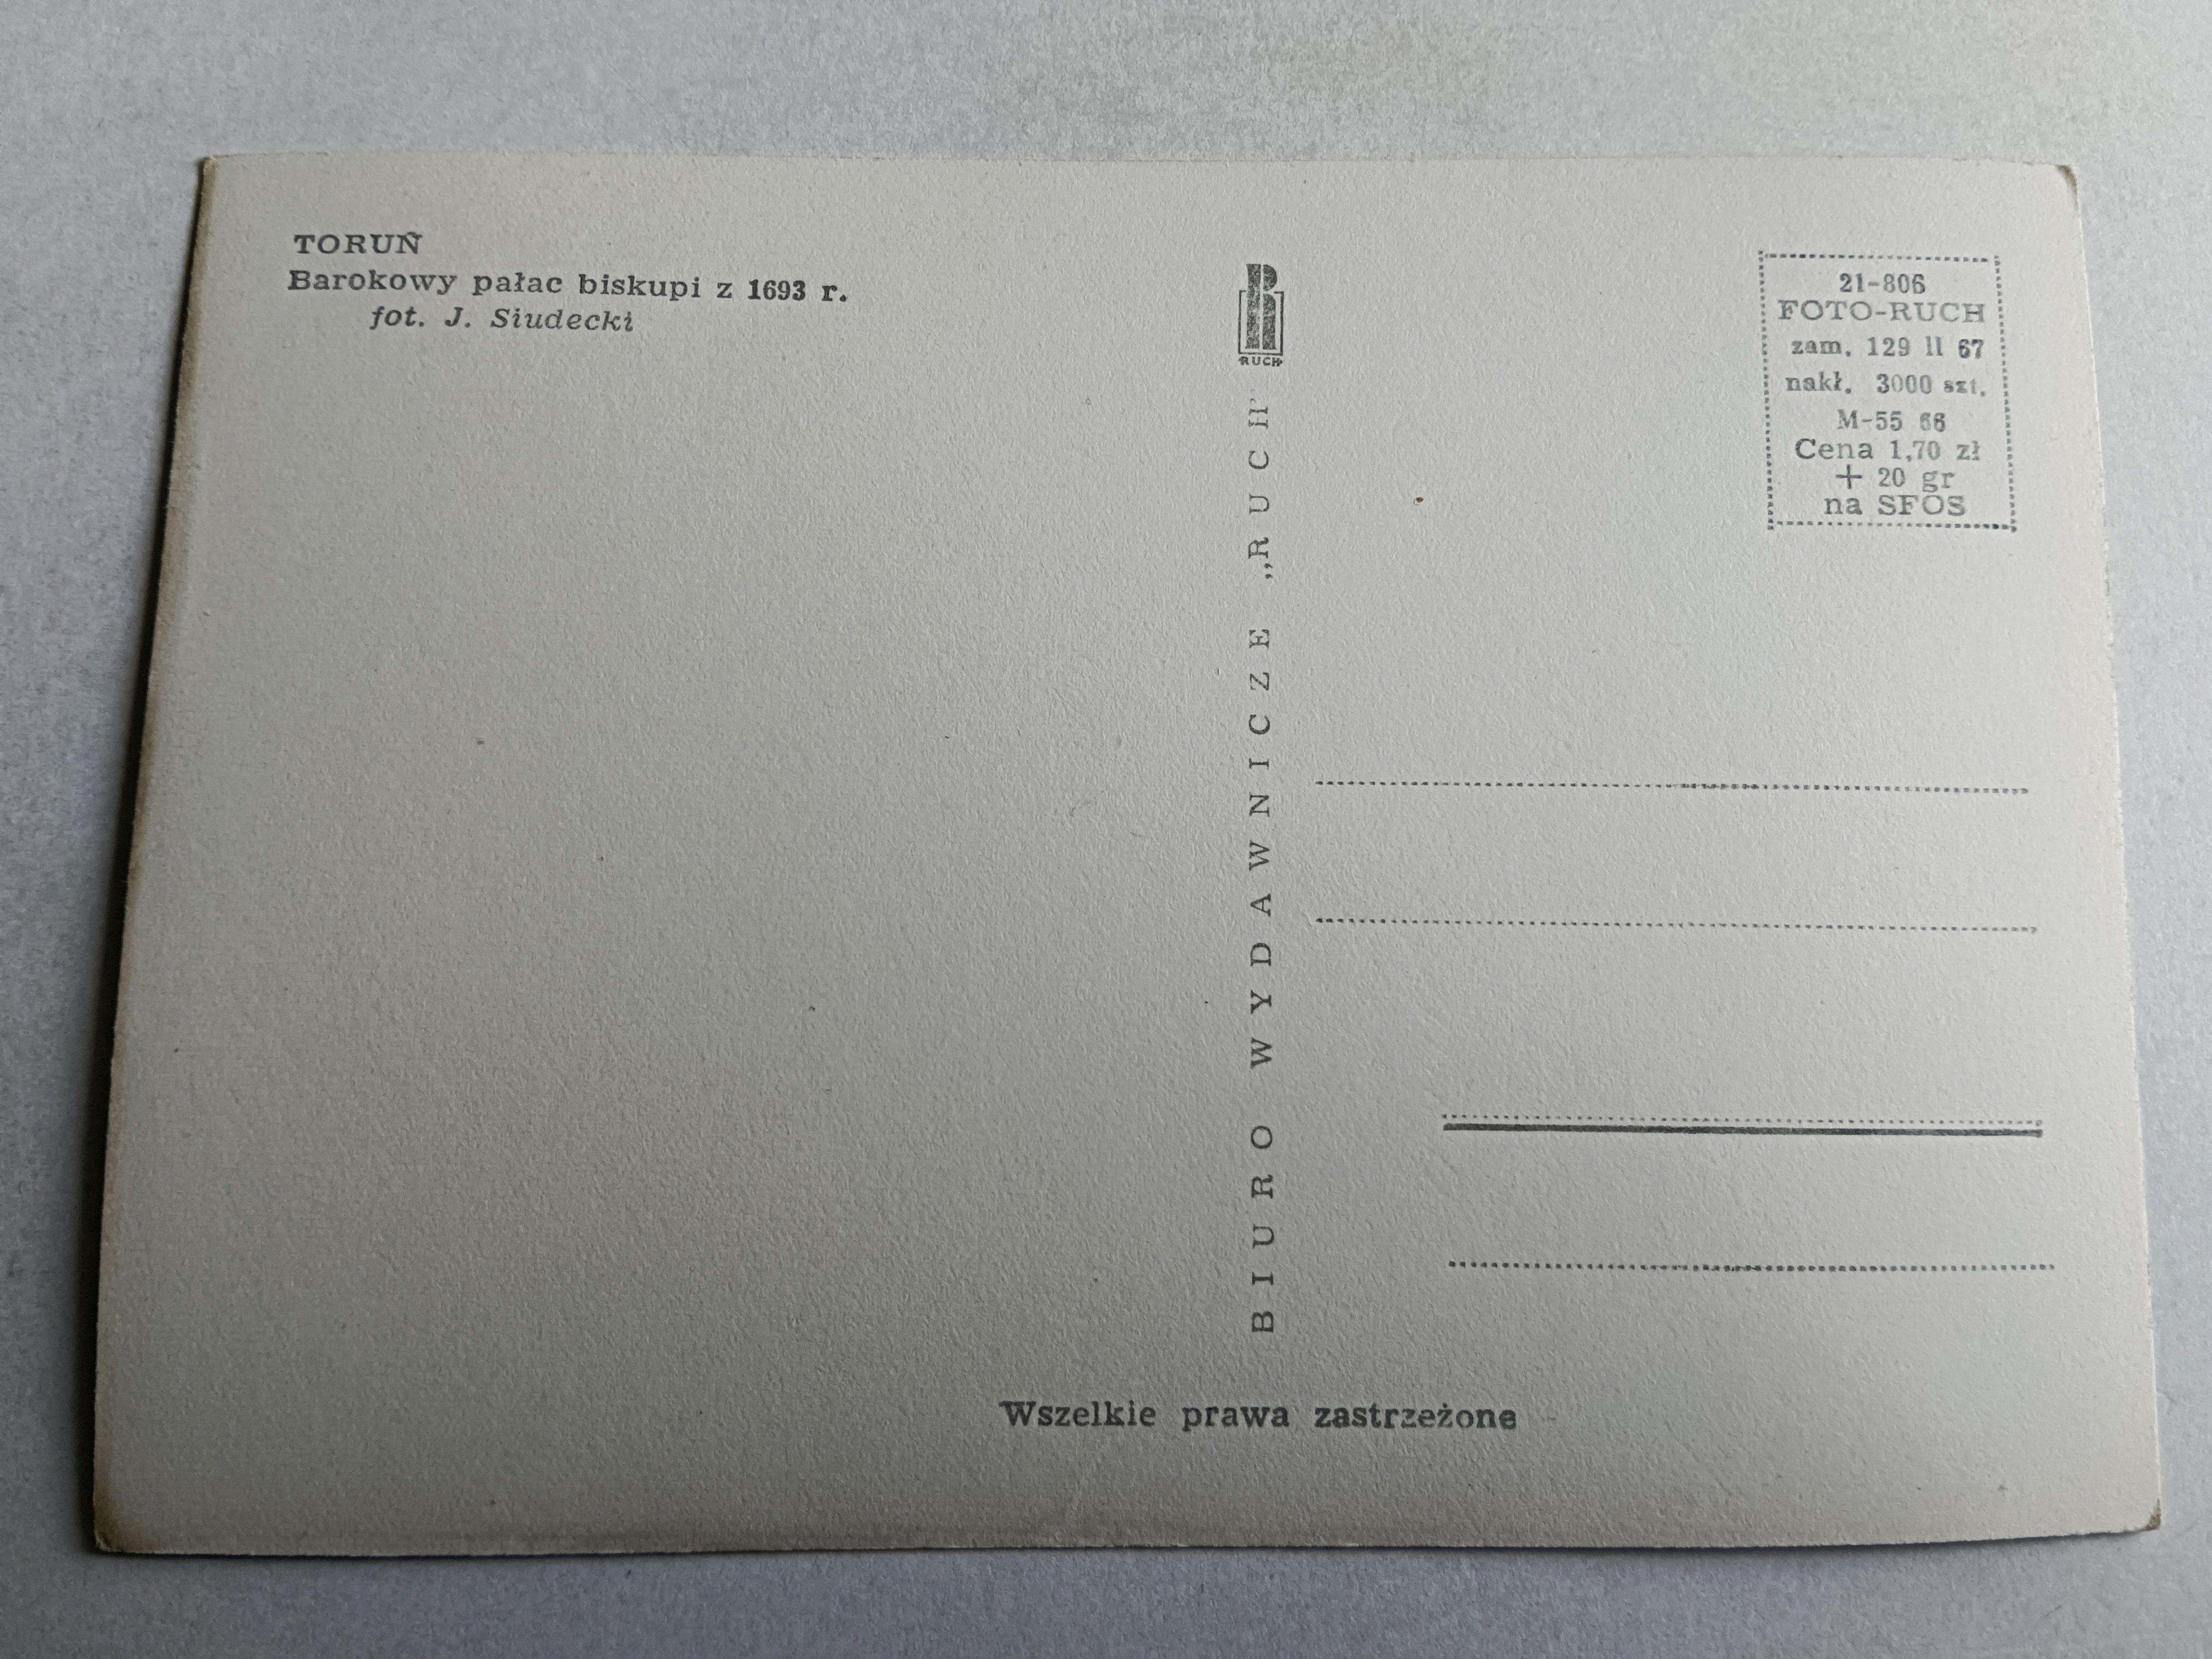 TORUŃ
Barokowy pałac biskupi z 1693 r.
fot. J. Siudecki
RUCH
BIURO WYDAWNICZE „RUCH"
21-806
FOTO-RUCH
zam. 129 II 67
nakł. 3000 szt.
M-55 66
Cena 1,70 zł
+ 20 gr
na SFOS
Wszelkie prawa zastrzeżone